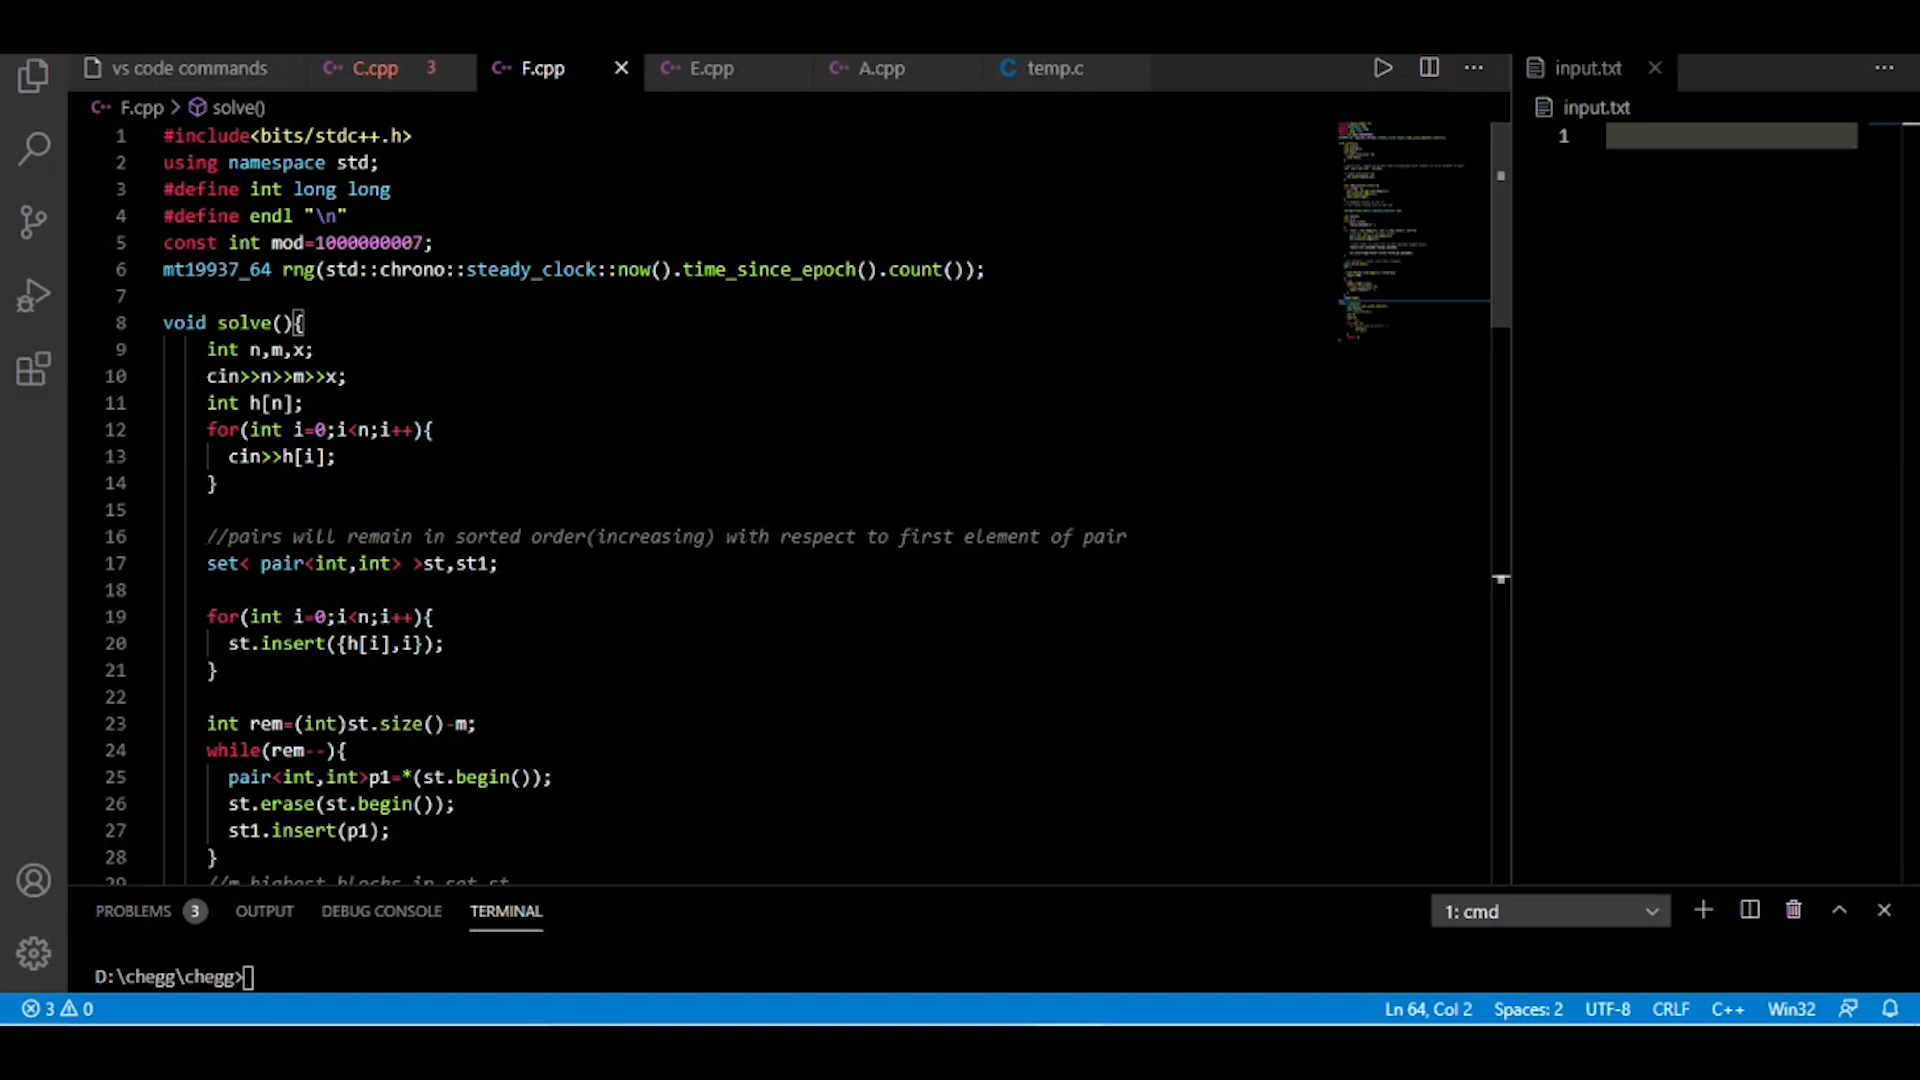 vs code commands
C.cpp 3
F.cpp
E.cpp
A.cpp
temp.c
input.txt
F.cpp > solve()
input.txt
1 #include<bits/stdc++.h>
2 using namespace std;
3 #define int long long
4 #define endl "\n"
5 const int mod=1000000007;
6 mt19937_64 rng(std::chrono::steady_clock::now().time_since_epoch().count());
7
8 void solve(){
9 int n,m,x;
10 cin>>n>>m>>x;
11 int h[n];
12 for(int i=0;i<n;i++){
13 cin>>h[i];
14 }
15
16 //pairs will remain in sorted order(increasing) with respect to first element of pair
17 set< pair<int,int> >st,st1;
18
19 for(int i=0;i<n;i++){
20 st.insert({h[i],i});
21 }
22
23 int rem=(int)st.size()-m;
24 while(rem--){
25 pair<int,int>p1=*(st.begin());
26 st.erase(st.begin());
27 st1.insert(p1);
28 }
29 //m highest blocks in set st
1
PROBLEMS 3 OUTPUT DEBUG CONSOLE TERMINAL
1: cmd
D:\chegg\chegg>
3 0
Ln 64, Col 2 Spaces: 2 UTF-8 CRLF C++ Win32